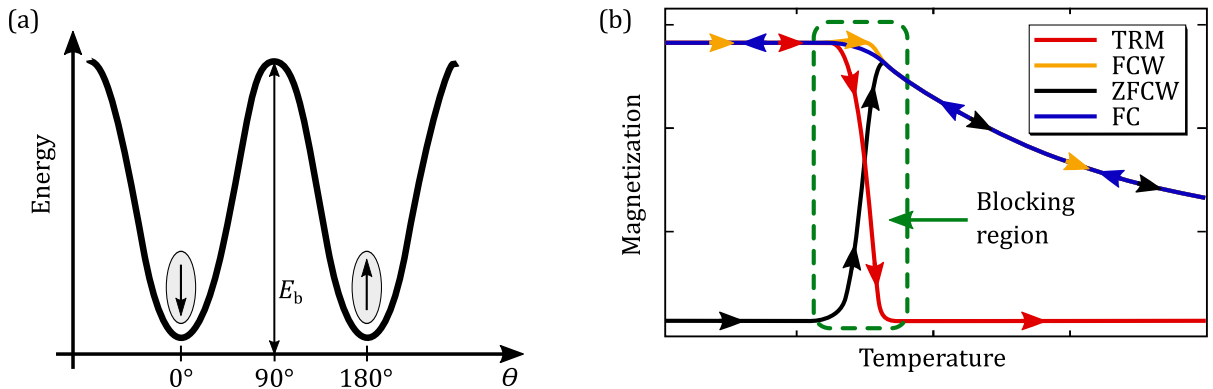 (a)
Energy
E_b
0°
90°
180°
θ
(b)
Magnetization
TRM
FCW
ZFCW
FC
Blocking
region
Temperature